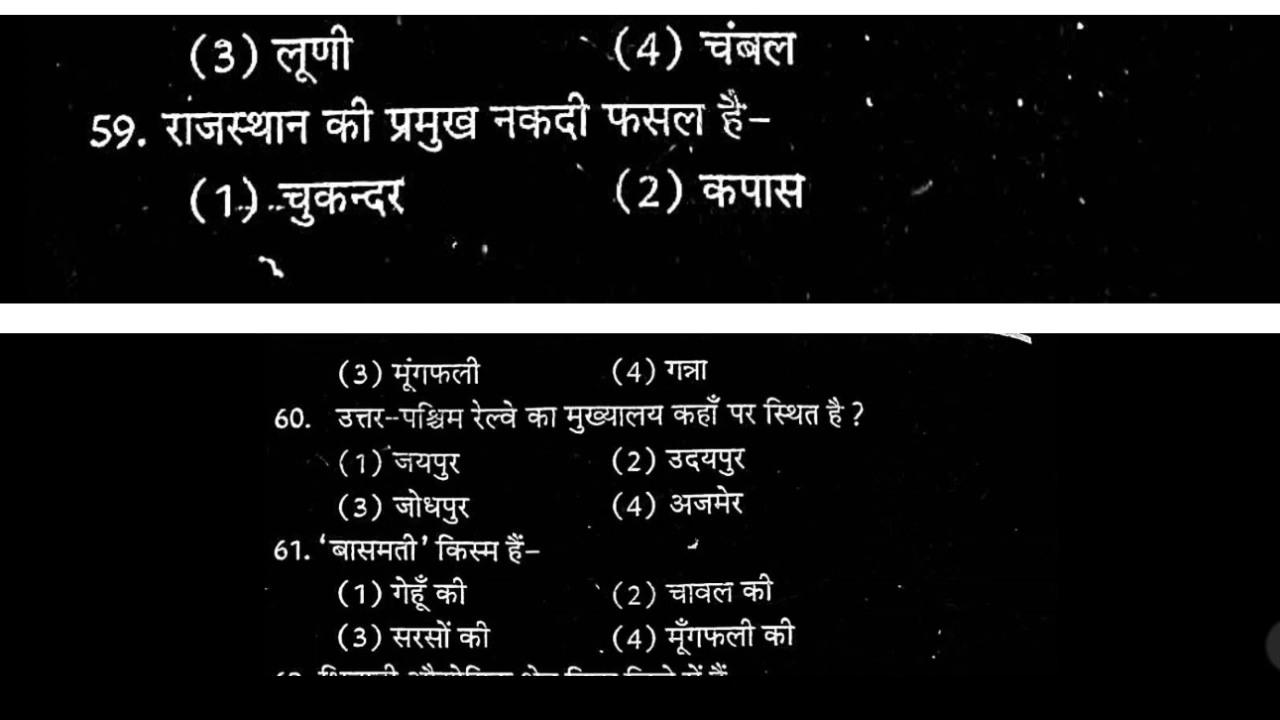 (3) लूणी (4) चंबल
59. राजस्थान की प्रमुख नकदी फसल है–
(1) चुकन्दर (2) कपास
(3) मूंगफली (4) गन्ना
60. उत्तर-पश्चिम रेल्वे का मुख्यालय कहाँ पर स्थित है ?
(1) जयपुर (2) उदयपुर
(3) जोधपुर (4) अजमेर
61. ‘बासमती’ किस्म हैं–
(1) गेहूँ की (2) चावल की
(3) सरसों की (4) मूँगफली की